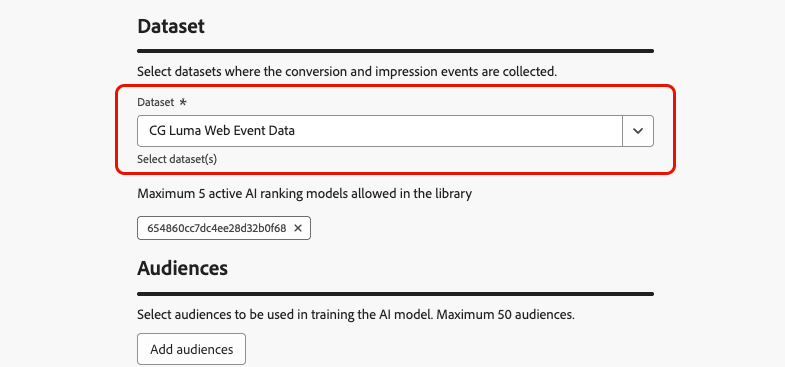 Dataset
Select datasets where the conversion and impression events are collected.
Dataset *
CG Luma Web Event Data
Select dataset(s)
Maximum 5 active AI ranking models allowed in the library
654860cc7dc4ee28d32b0f68 ×
Audiences
Select audiences to be used in training the AI model. Maximum 50 audiences.
Add audiences